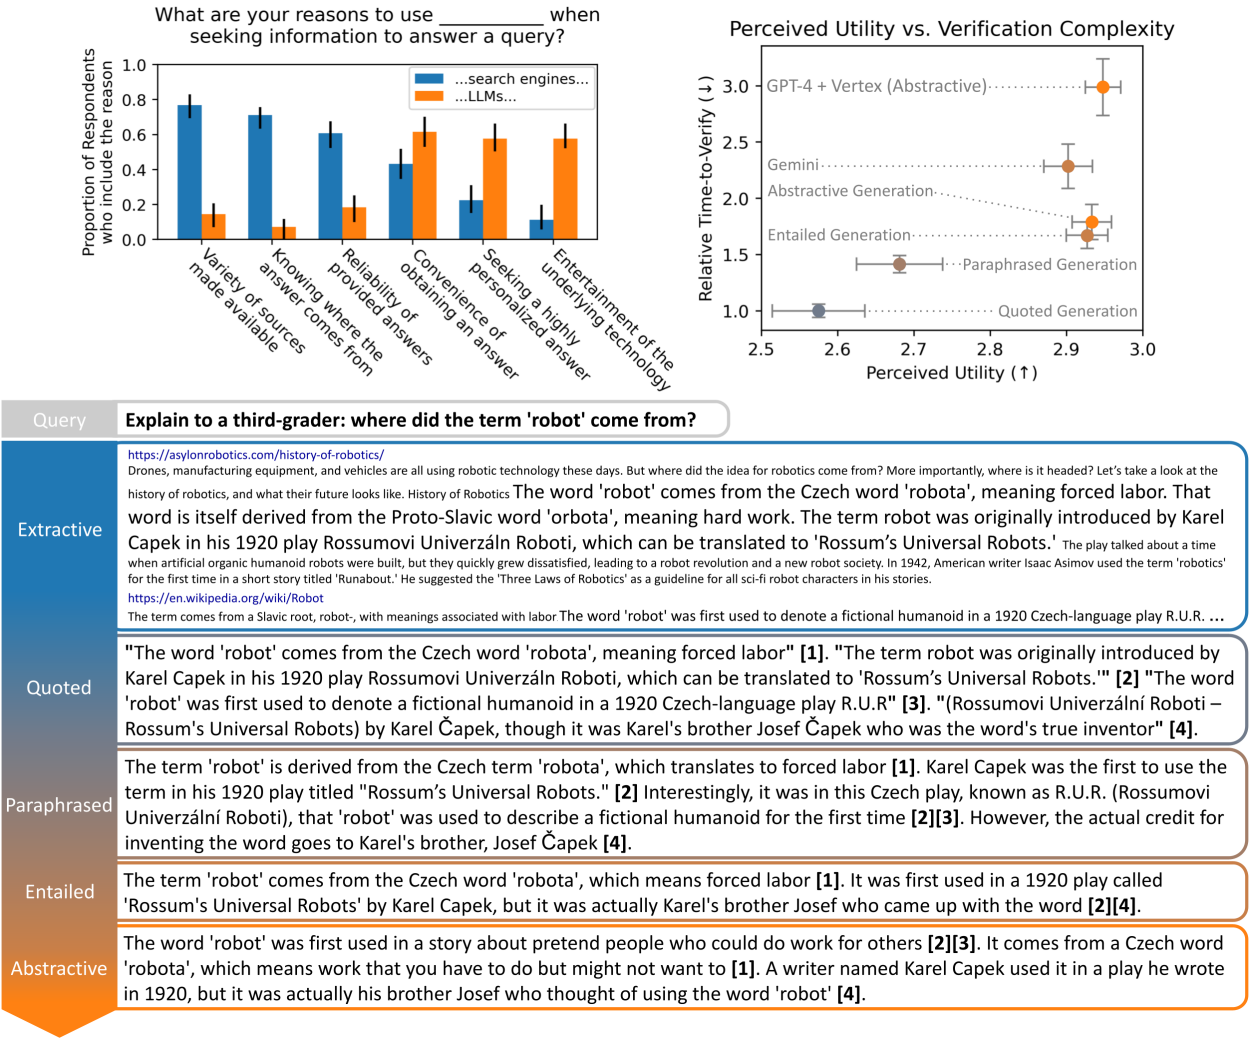 What are your reasons to use __________ when
seeking information to answer a query?
Proportion of Respondents
who include the reason
1.0
0.8
0.6
0.4
0.2
0.0
...search engines...
...LLMs...
Variety of sources
made available
Knowing where the
answer comes from
Reliability of
provided answers
Convenience of
obtaining an answer
Seeking a highly
personalized answer
Entertainment of the
underlying technology
Perceived Utility vs. Verification Complexity
Relative Time-to-Verify (↓)
3.0
2.5
2.0
1.5
1.0
GPT-4 + Vertex (Abstractive)
Gemini
Abstractive Generation
Entailed Generation
Paraphrased Generation
Quoted Generation
2.5
2.6
2.7
2.8
2.9
3.0
Perceived Utility (↑)
Query
Explain to a third-grader: where did the term 'robot' come from?
Extractive
https://asylonrobotics.com/history-of-robotics/
Drones, manufacturing equipment, and vehicles are all using robotic technology these days. But where did the idea for robotics come from? More importantly, where is it headed? Let's take a look at the
history of robotics, and what their future looks like. History of Robotics The word 'robot' comes from the Czech word 'robota', meaning forced labor. That
word is itself derived from the Proto-Slavic word 'orbota', meaning hard work. The term robot was originally introduced by Karel
Capek in his 1920 play Rossumovi Univerzáln Roboti, which can be translated to 'Rossum's Universal Robots.' The play talked about a time
when artificial organic humanoid robots were built, but they quickly grew dissatisfied, leading to a robot revolution and a new robot society. In 1942, American writer Isaac Asimov used the term 'robotics'
for the first time in a short story titled 'Runabout.' He suggested the 'Three Laws of Robotics' as a guideline for all sci-fi robot characters in his stories.
https://en.wikipedia.org/wiki/Robot
The term comes from a Slavic root, robot-, with meanings associated with labor. The word 'robot' was first used to denote a fictional humanoid in a 1920 Czech-language play R.U.R. ...
Quoted
"The word 'robot' comes from the Czech word 'robota', meaning forced labor" [1]. "The term robot was originally introduced by
Karel Capek in his 1920 play Rossumovi Univerzáln Roboti, which can be translated to 'Rossum's Universal Robots.'" [2] "The word
'robot' was first used to denote a fictional humanoid in a 1920 Czech-language play R.U.R" [3]. "(Rossumovi Univerzální Roboti –
Rossum's Universal Robots) by Karel Čapek, though it was Karel's brother Josef Čapek who was the word's true inventor" [4].
Paraphrased
The term 'robot' is derived from the Czech term 'robota', which translates to forced labor [1]. Karel Capek was the first to use the
term in his 1920 play titled "Rossum's Universal Robots." [2] Interestingly, it was in this Czech play, known as R.U.R. (Rossumovi
Univerzální Roboti), that 'robot' was used to describe a fictional humanoid for the first time [2][3]. However, the actual credit for
inventing the word goes to Karel's brother, Josef Čapek [4].
Entailed
The term 'robot' comes from the Czech word 'robota', which means forced labor [1]. It was first used in a 1920 play called
'Rossum's Universal Robots' by Karel Capek, but it was actually Karel's brother Josef who came up with the word [2][4].
Abstractive
The word 'robot' was first used in a story about pretend people who could do work for others [2][3]. It comes from a Czech word
'robota', which means work that you have to do but might not want to [1]. A writer named Karel Capek used it in a play he wrote
in 1920, but it was actually his brother Josef who thought of using the word 'robot' [4].